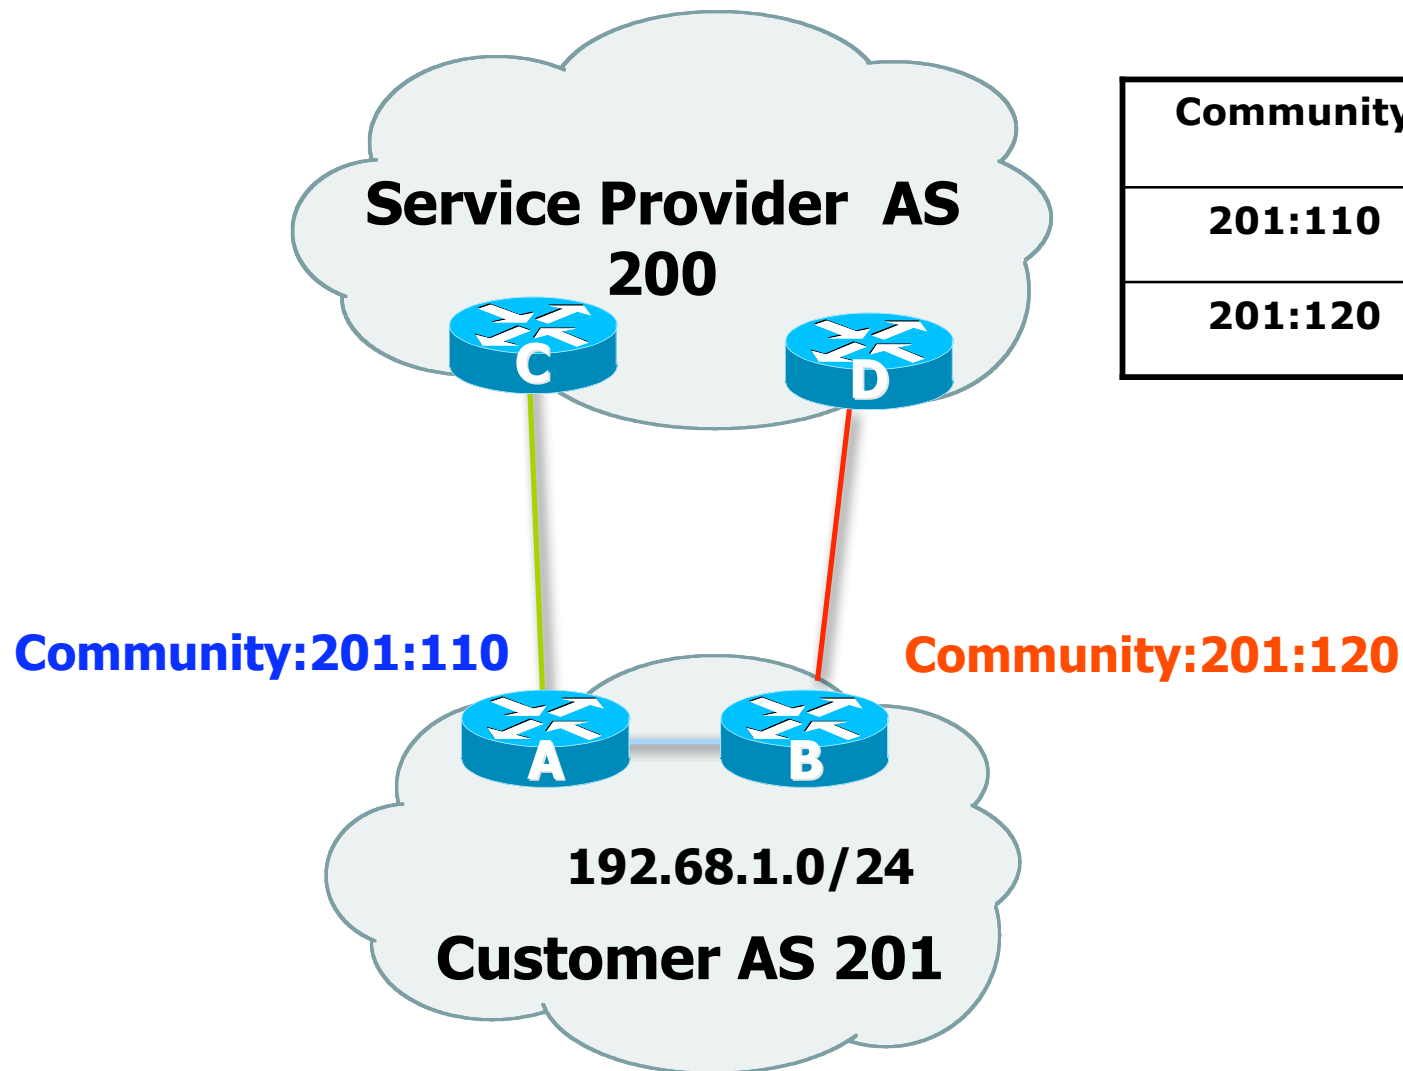 Service Provider AS
200
C
D
Community
201:110
201:120
Community:201:110
Community:201:120
A
B
192.68.1.0/24
Customer AS 201